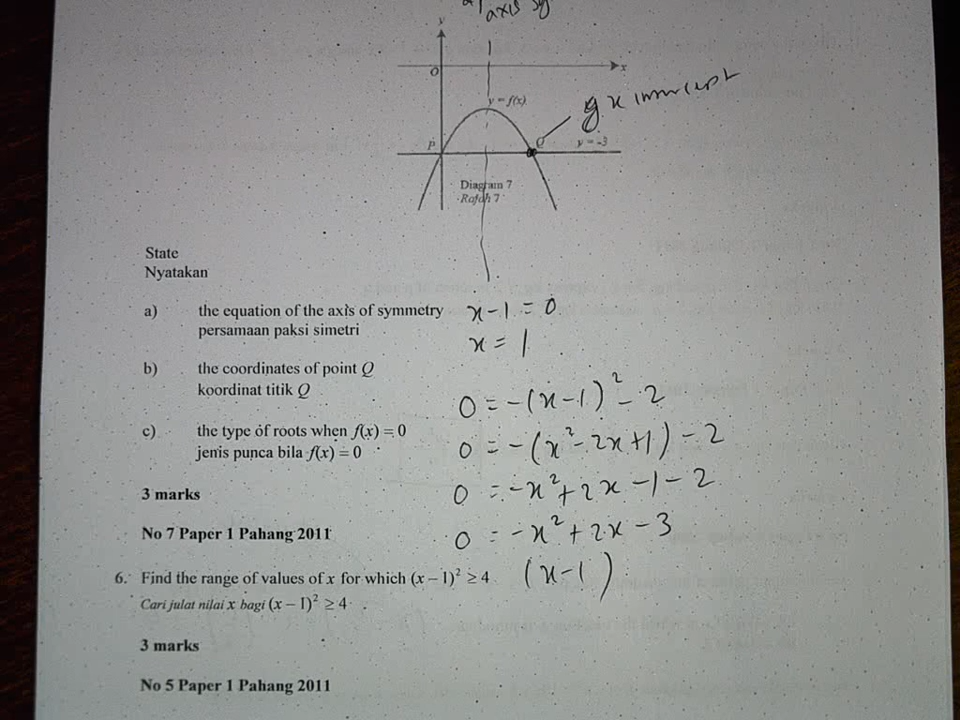 axis sy
y
O
x
y = f(x)
x intercept
P
Q
y = -3
Diagram 7
Rajah 7
State
Nyatakan
a) the equation of the axis of symmetry x-1 = 0
persamaan paksi simetri x = 1
b) the coordinates of point Q
koordinat titik Q 0 = -(x-1)² - 2
c) the type of roots when f(x) = 0 0 = -(x²-2x+1) - 2
jenis punca bila f(x) = 0
3 marks 0 = -x²+2x-1-2
No 7 Paper 1 Pahang 2011 0 = -x²+2x-3
6. Find the range of values of x for which (x – 1)² ≥ 4 (x-1)
Cari julat nilai x bagi (x – 1)² ≥ 4
3 marks
No 5 Paper 1 Pahang 2011